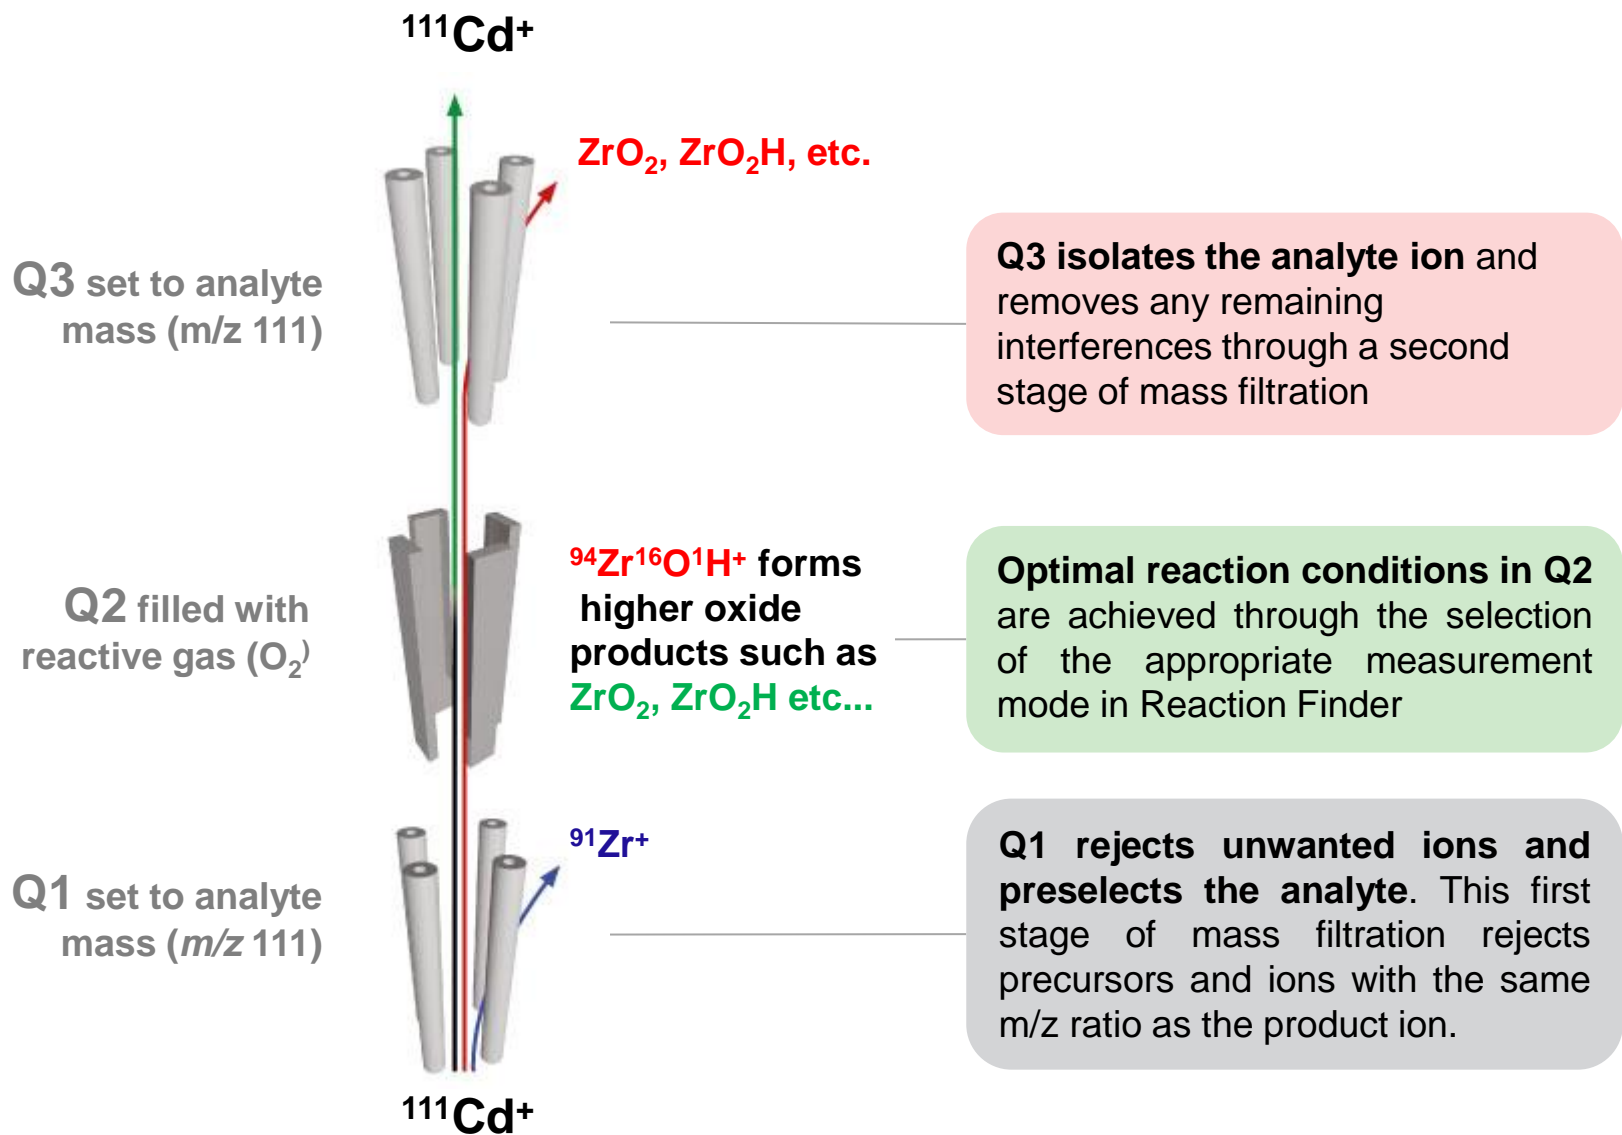 ¹¹¹Cd⁺
ZrO₂, ZrO₂H, etc.
Q3 set to analyte
mass (m/z 111)
Q3 isolates the analyte ion and
removes any remaining
interferences through a second
stage of mass filtration
Q2 filled with
reactive gas (O₂⁾
⁹⁴Zr¹⁶O¹H⁺ forms
higher oxide
products such as
ZrO₂, ZrO₂H etc...
Optimal reaction conditions in Q2
are achieved through the selection
of the appropriate measurement
mode in Reaction Finder
⁹¹Zr⁺
Q1 set to analyte
mass (m/z 111)
Q1 rejects unwanted ions and
preselects the analyte. This first
stage of mass filtration rejects
precursors and ions with the same
m/z ratio as the product ion.
¹¹¹Cd⁺